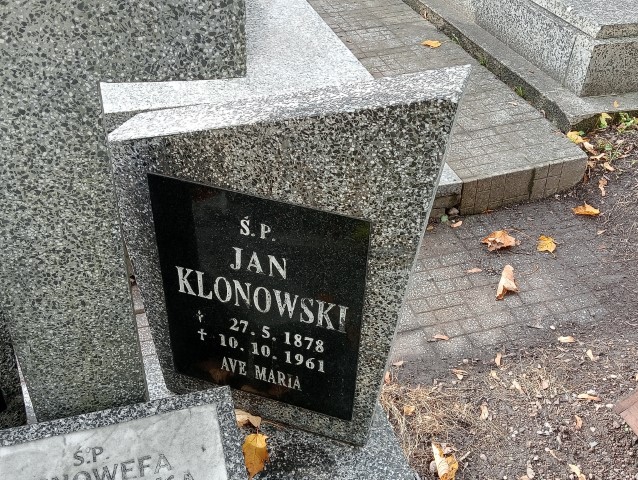 Ś.P.
JAN
KLONOWSKI
† 27. 5. 1878
† 10. 10. 1961
AVE MARIA
Ś.P.